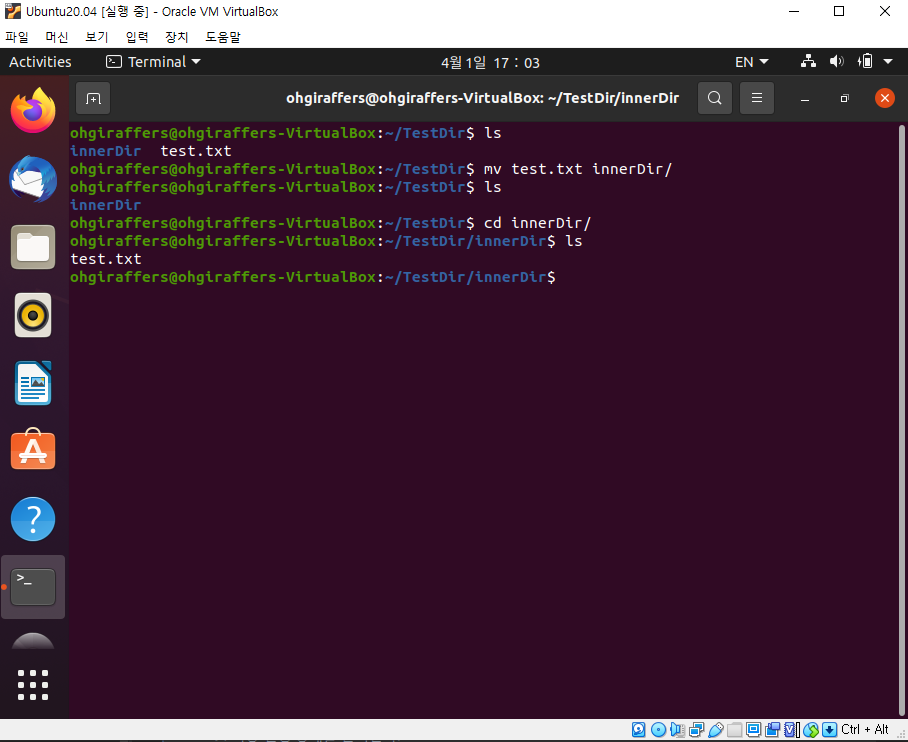 Ubuntu20.04 [실행 중] - Oracle VM VirtualBox
파일 머신 보기 입력 장치 도움말
Activities Terminal 4월 1일 17 : 03 EN
ohgiraffers@ohgiraffers-VirtualBox: ~/TestDir/innerDir
ohgiraffers@ohgiraffers-VirtualBox:~/TestDir$ ls
innerDir  test.txt
ohgiraffers@ohgiraffers-VirtualBox:~/TestDir$ mv test.txt innerDir/
ohgiraffers@ohgiraffers-VirtualBox:~/TestDir$ ls
innerDir
ohgiraffers@ohgiraffers-VirtualBox:~/TestDir$ cd innerDir/
ohgiraffers@ohgiraffers-VirtualBox:~/TestDir/innerDir$ ls
test.txt
ohgiraffers@ohgiraffers-VirtualBox:~/TestDir/innerDir$
Ctrl + Alt